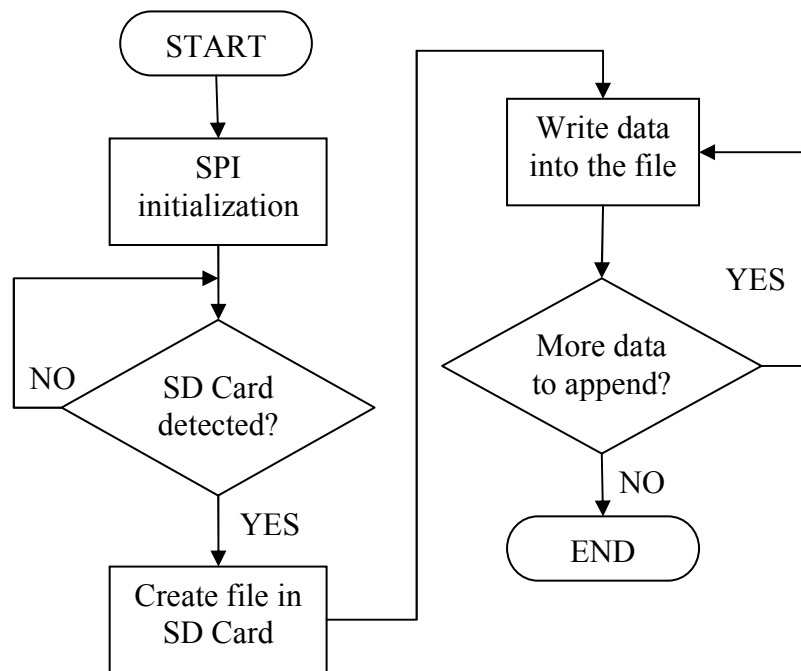 START
SPI
initialization
NO
SD Card
detected?
YES
Create file in
SD Card
Write data
into the file
YES
More data
to append?
NO
END